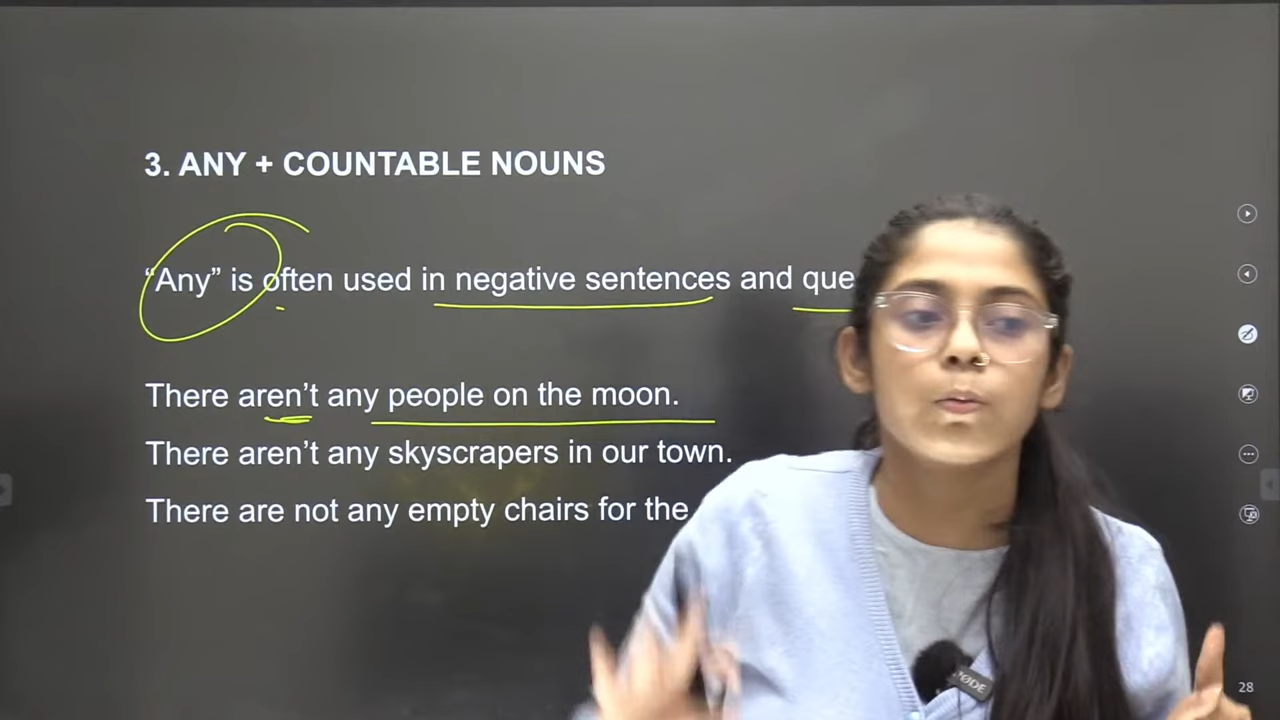 3. ANY + COUNTABLE NOUNS
“Any” is often used in negative sentences and que
There aren’t any people on the moon.
There aren’t any skyscrapers in our town.
There are not any empty chairs for the
RØDE
28